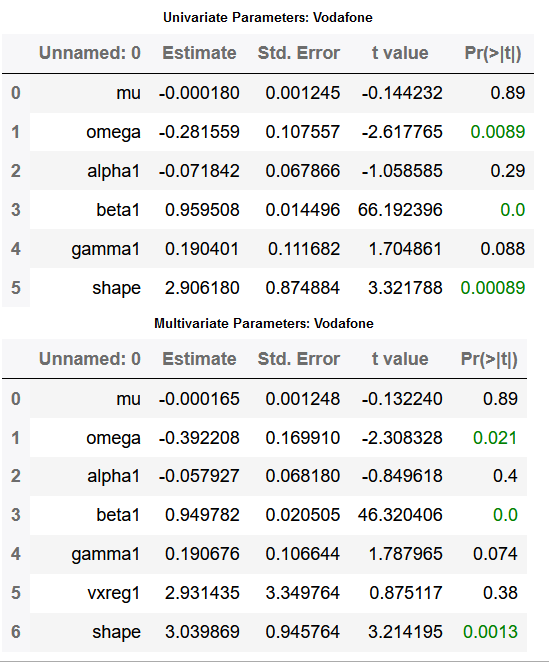 Univariate Parameters: Vodafone
Unnamed: 0 Estimate Std. Error t value Pr(>|t|)
0 mu -0.000180 0.001245 -0.144232 0.89
1 omega -0.281559 0.107557 -2.617765 0.0089
2 alpha1 -0.071842 0.067866 -1.058585 0.29
3 beta1 0.959508 0.014496 66.192396 0.0
4 gamma1 0.190401 0.111682 1.704861 0.088
5 shape 2.906180 0.874884 3.321788 0.00089
Multivariate Parameters: Vodafone
Unnamed: 0 Estimate Std. Error t value Pr(>|t|)
0 mu -0.000165 0.001248 -0.132240 0.89
1 omega -0.392208 0.169910 -2.308328 0.021
2 alpha1 -0.057927 0.068180 -0.849618 0.4
3 beta1 0.949782 0.020505 46.320406 0.0
4 gamma1 0.190676 0.106644 1.787965 0.074
5 vxreg1 2.931435 3.349764 0.875117 0.38
6 shape 3.039869 0.945764 3.214195 0.0013